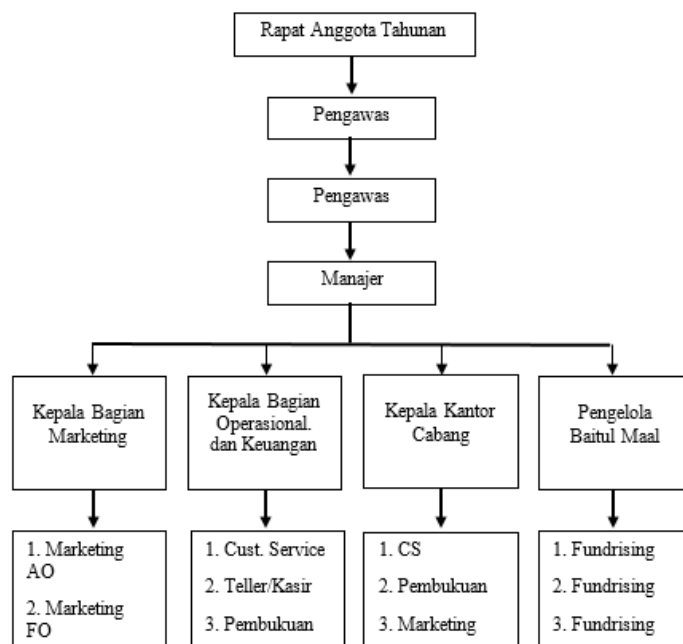 Rapat Anggota Tahunan
Pengawas
Pengawas
Manajer
Kepala Bagian
Marketing
Kepala Bagian
Operasional.
dan Keuangan
Kepala Kantor
Cabang
Pengelola
Baitul Maal
1. Marketing
AO
2. Marketing
FO
1. Cust. Service
2. Teller/Kasir
3. Pembukuan
1. CS
2. Pembukuan
3. Marketing
1. Fundrising
2. Fundrising
3. Fundrising